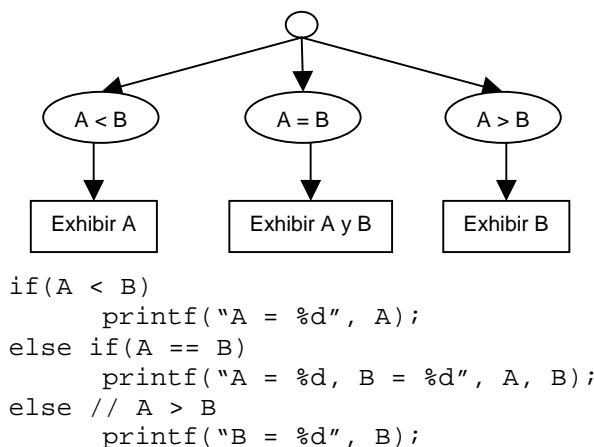 A < B
A = B
A > B
Exhibir A
Exhibir A y B
Exhibir B
if(A < B)
printf(“A = %d”, A);
else if(A == B)
printf(“A = %d, B = %d”, A, B);
else // A > B
printf(“B = %d”, B);